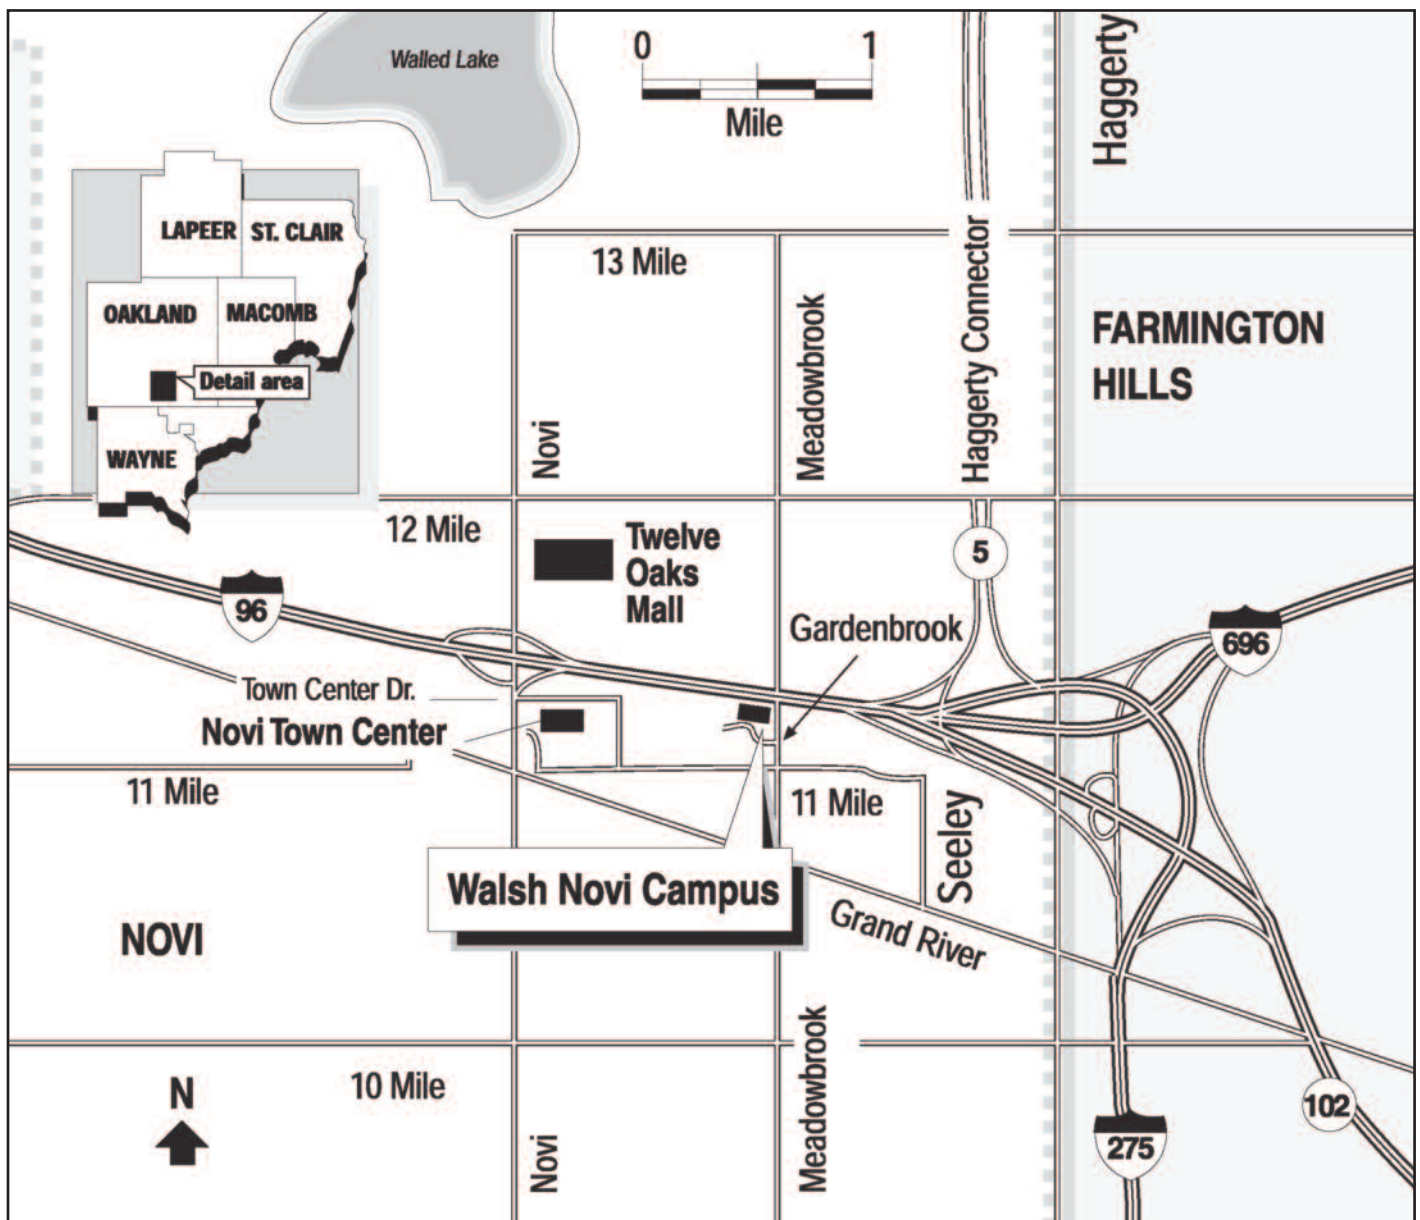 Walled Lake
0 1
Mile
Haggerty
LAPEER
ST. CLAIR
OAKLAND
MACOMB
Detail area
WAYNE
13 Mile
Novi
Meadowbrook
Haggerty Connector
FARMINGTON
HILLS
12 Mile
Twelve
Oaks
Mall
5
96
Gardenbrook
696
Town Center Dr.
Novi Town Center
11 Mile
11 Mile
Seeley
Walsh Novi Campus
Grand River
NOVI
N
10 Mile
Novi
Meadowbrook
275
102